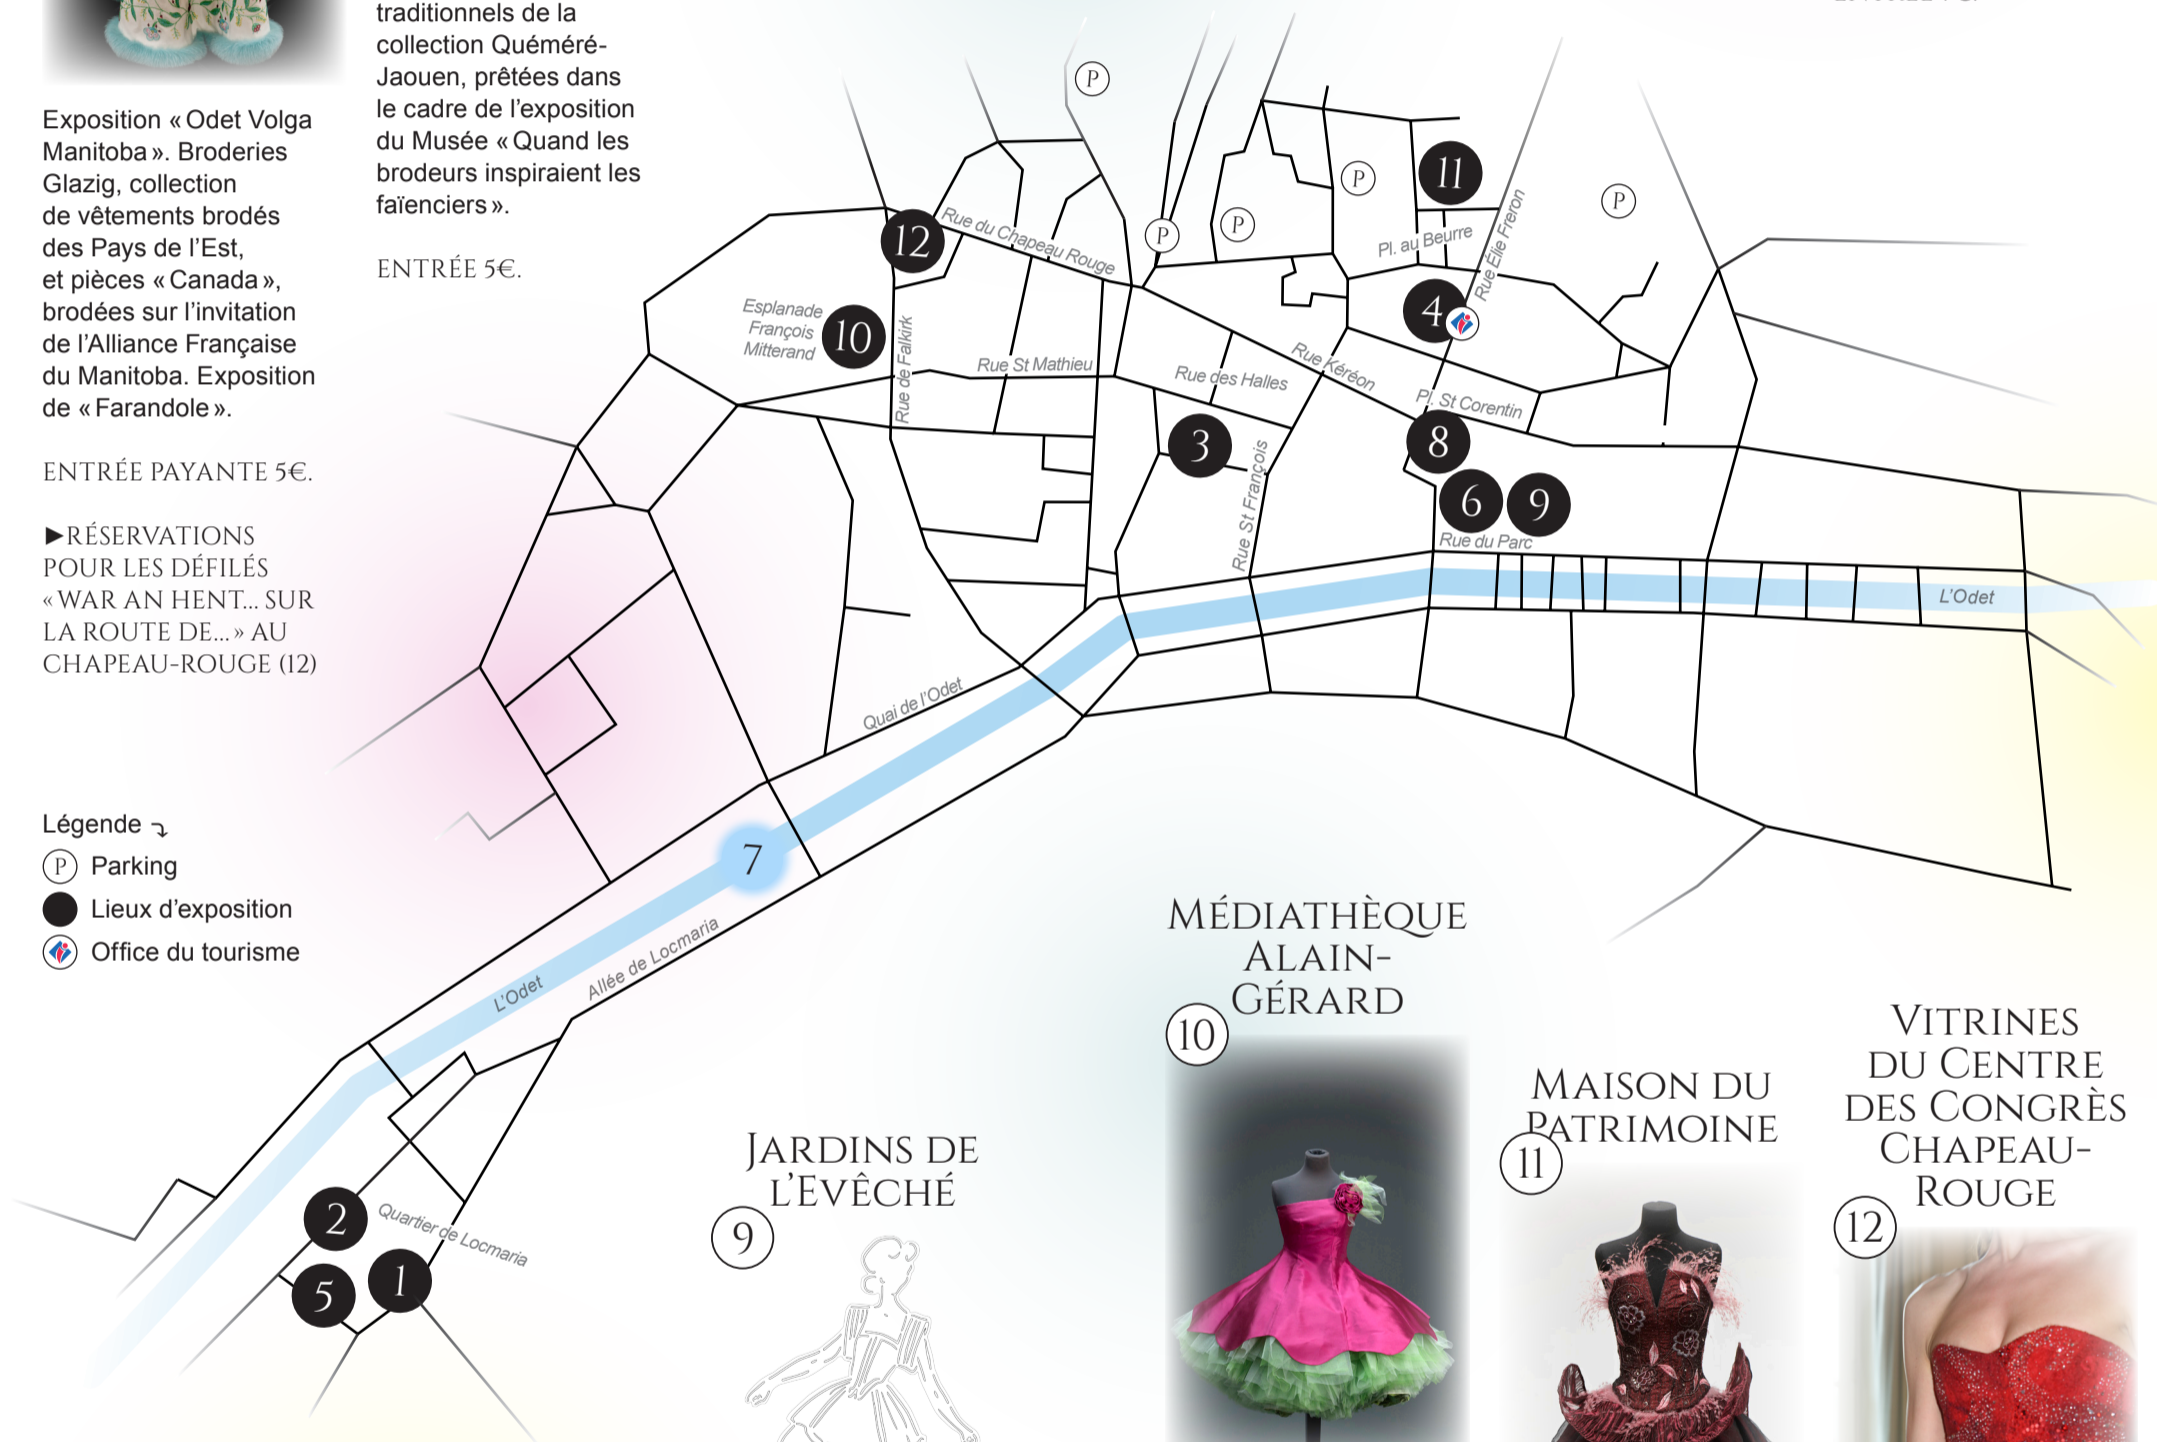 Exposition « Odet Volga
Manitoba ». Broderies
Glazig, collection
de vêtements brodés
des Pays de l’Est,
et pièces « Canada »,
brodées sur l’invitation
de l’Alliance Française
du Manitoba. Exposition
de « Farandole ».
ENTRÉE PAYANTE 5€.
►RÉSERVATIONS
POUR LES DÉFILÉS
« WAR AN HENT... SUR
LA ROUTE DE... » AU
CHAPEAU-ROUGE (12)
traditionnels de la
collection Quéméré-
Jaouen, prêtées dans
le cadre de l’exposition
du Musée « Quand les
brodeurs inspiraient les
faïenciers ».
ENTRÉE 5€.
Légende
P Parking
Lieux d’exposition
Office du tourisme
P
P
P
P
P
11
12
Rue du Chapeau Rouge
Pl. au Beurre
Rue Élie Freron
4
Esplanade
François
Mitterand
10
Rue de Falkirk
Rue St Mathieu
Rue des Halles
Rue Kéréon
Pl. St Corentin
3
8
Rue St François
6
9
Rue du Parc
L’Odet
Quai de l’Odet
7
Allée de Locmaria
L’Odet
2
Quartier de Locmaria
5
1
Jardins de
l’Evêché
9
Médiathèque
Alain-
Gérard
10
Maison du
Patrimoine
11
Vitrines
du Centre
des Congrès
Chapeau-
Rouge
12